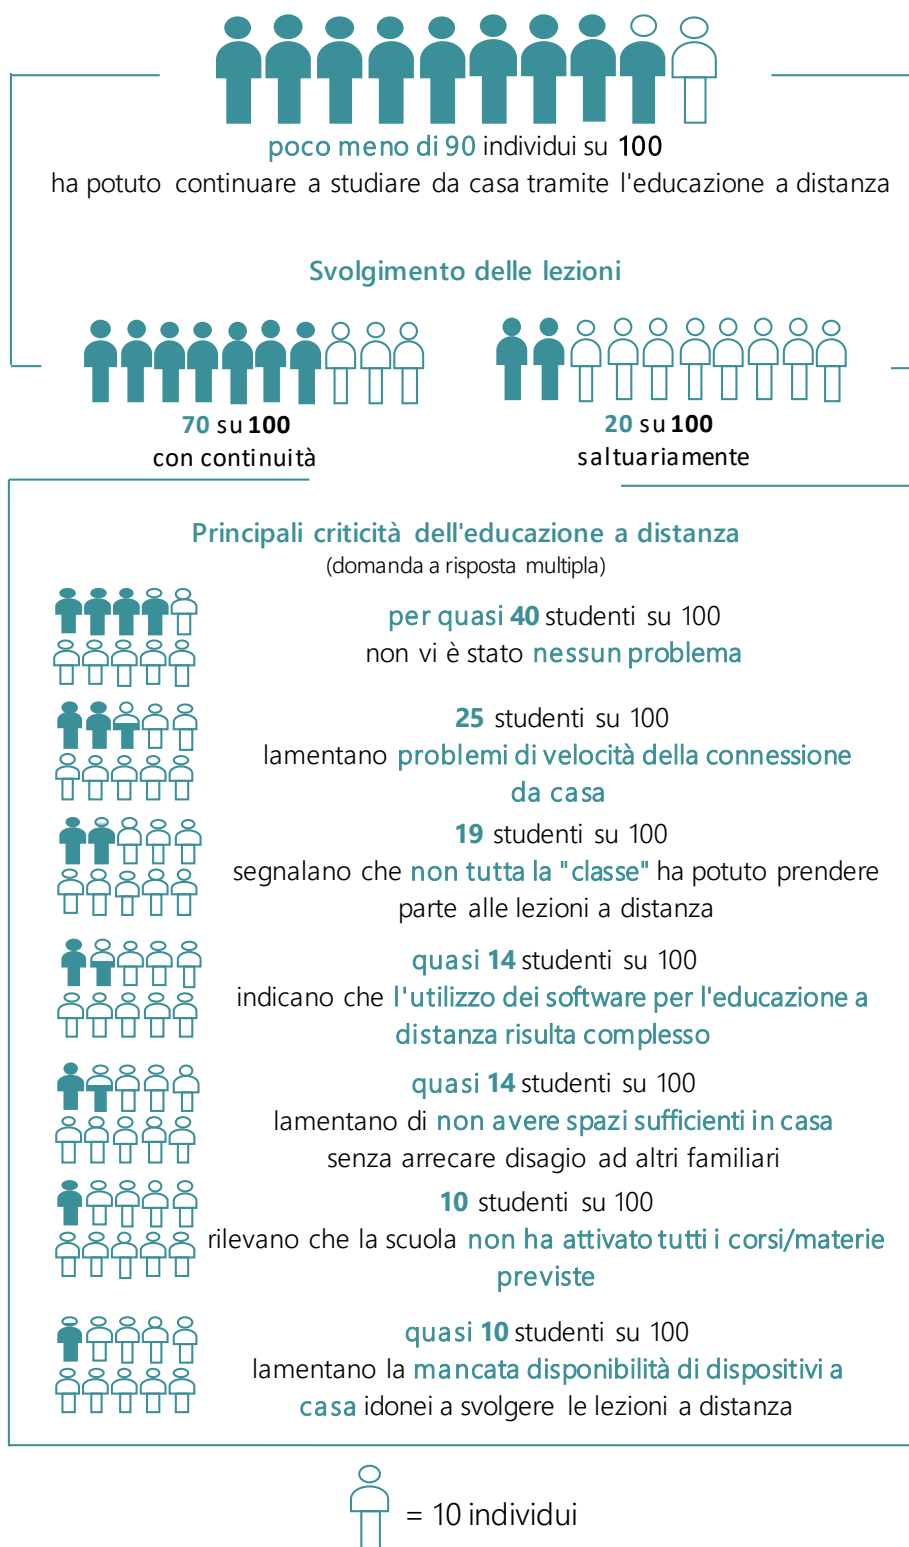 poco meno di 90 individui su 100
ha potuto continuare a studiare da casa tramite l'educazione a distanza
Svolgimento delle lezioni
70 su 100
con continuità
20 su 100
saltuariamente
Principali criticità dell'educazione a distanza
(domanda a risposta multipla)
per quasi 40 studenti su 100
non vi è stato nessun problema
25 studenti su 100
lamentano problemi di velocità della connessione
da casa
19 studenti su 100
segnalano che non tutta la "classe" ha potuto prendere
parte alle lezioni a distanza
quasi 14 studenti su 100
indicano che l'utilizzo dei software per l'educazione a
distanza risulta complesso
quasi 14 studenti su 100
lamentano di non avere spazi sufficienti in casa
senza arrecare disagio ad altri familiari
10 studenti su 100
rilevano che la scuola non ha attivato tutti i corsi/materie
previste
quasi 10 studenti su 100
lamentano la mancata disponibilità di dispositivi a
casa idonei a svolgere le lezioni a distanza
= 10 individui